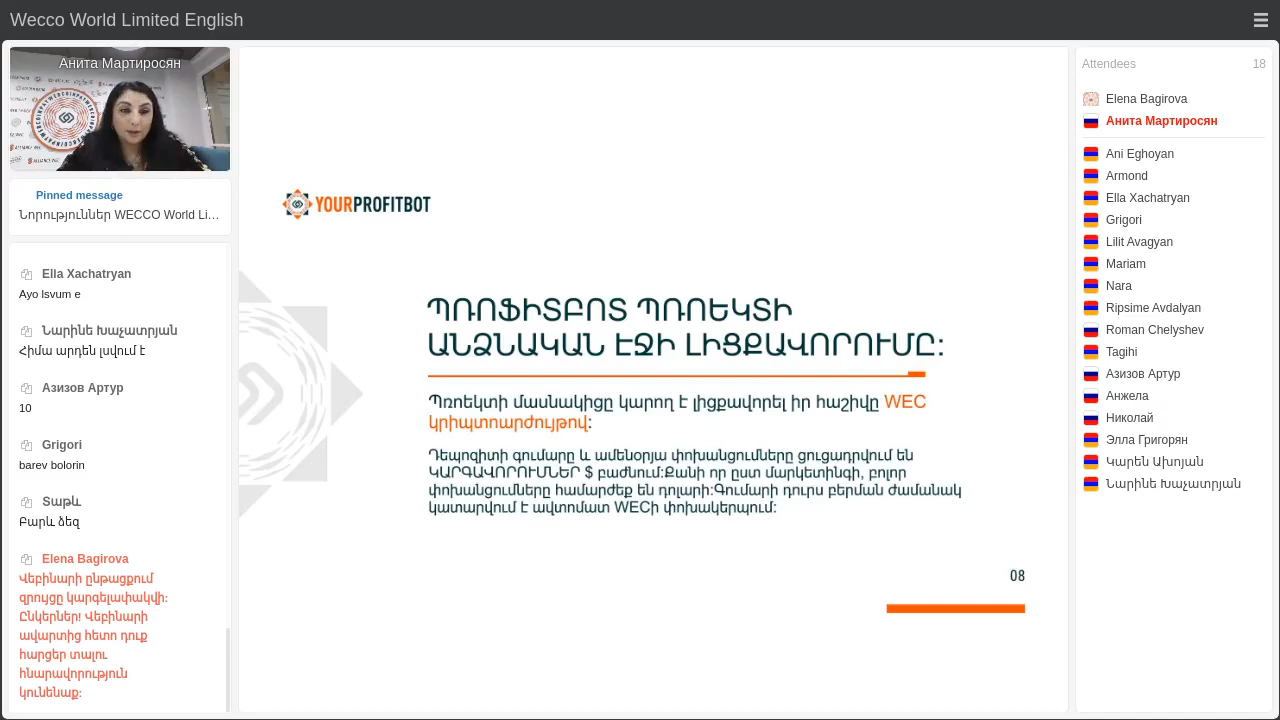 Wecco World Limited English
Анита Мартиросян
Pinned message
Նորություններ WECCO World Li…
Ella Xachatryan
Ayo lsvum e
Նարինե Խաչատրյան
Հիմա արդեն լսվում է
Азизов Артур
10
Grigori
barev bolorin
Տաթև
Բարև ձեզ
Elena Bagirova
Վեբինարի ընթացքում
զրույցը կարգելափակվի:
Ընկերներ! Վեբինարի
ավարտից հետո դուք
հարցեր տալու
հնարավորություն
կունենաք:
YOURPROFITBOT
ՊՌՈՖԻՏԲՈՏ ՊՌՈԵԿՏԻ
ԱՆՁՆԱԿԱՆ ԷՋԻ ԼԻՑՔԱՎՈՐՈՒՄԸ:
Պռոեկտի մասնակիցը կարող է լիցքավորել իր հաշիվը WEC
կրիպտոարժույթով:
Դեպոզիտի գումարը և ամենօրյա փոխանցումները ցուցադրվում են
ԿԱՐԳԱՎՈՐՈՒՄՆԵՐ $ բաժնում:Քանի որ ըստ մարկետինգի, բոլոր
փոխանցումները համարժեք են դոլարի:Գումարի դուրս բերման ժամանակ
կատարվում է ավտոմատ WECի փոխակերպում:
08
Attendees 18
Elena Bagirova
Анита Мартиросян
Ani Eghoyan
Armond
Ella Xachatryan
Grigori
Lilit Avagyan
Mariam
Nara
Ripsime Avdalyan
Roman Chelyshev
Tagihi
Азизов Артур
Анжела
Николай
Элла Григорян
Կարեն Ախոյան
Նարինե Խաչատրյան